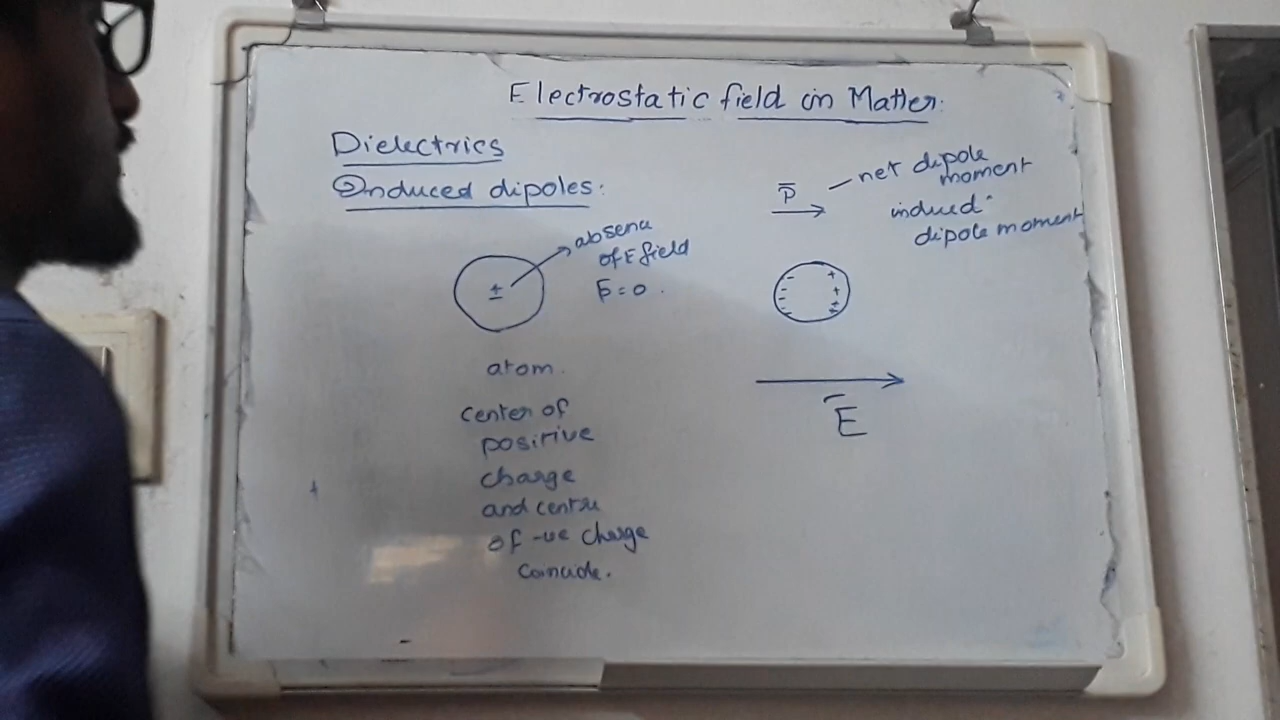 Electrostatic field in Matter.
Dielectrics
Induced dipoles:
absence
of E field
p̄ = 0.
±
atom.
center of
positive
charge
and centre
of -ve charge
coincide.
p̄
net dipole
moment
induced
dipole moment
- +
- +
- +
- +
Ē